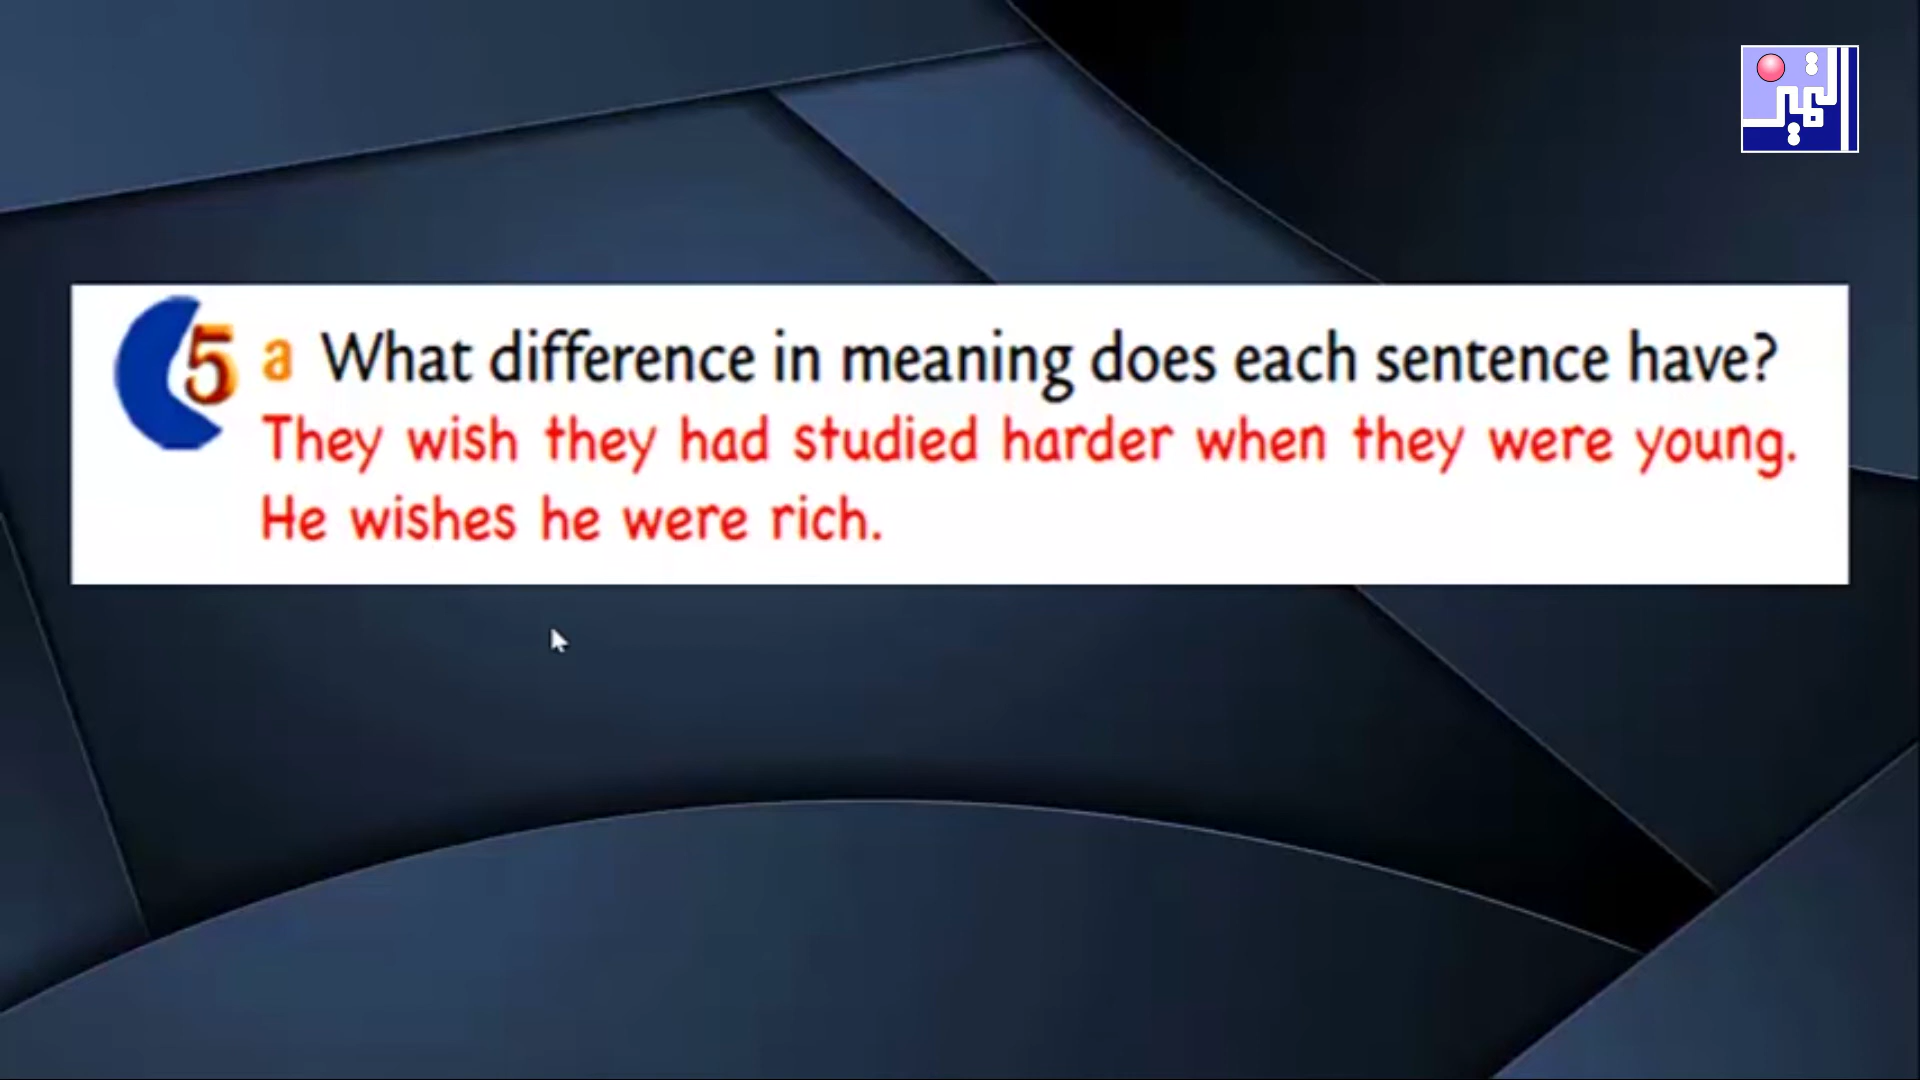 5 a What difference in meaning does each sentence have?
They wish they had studied harder when they were young.
He wishes he were rich.